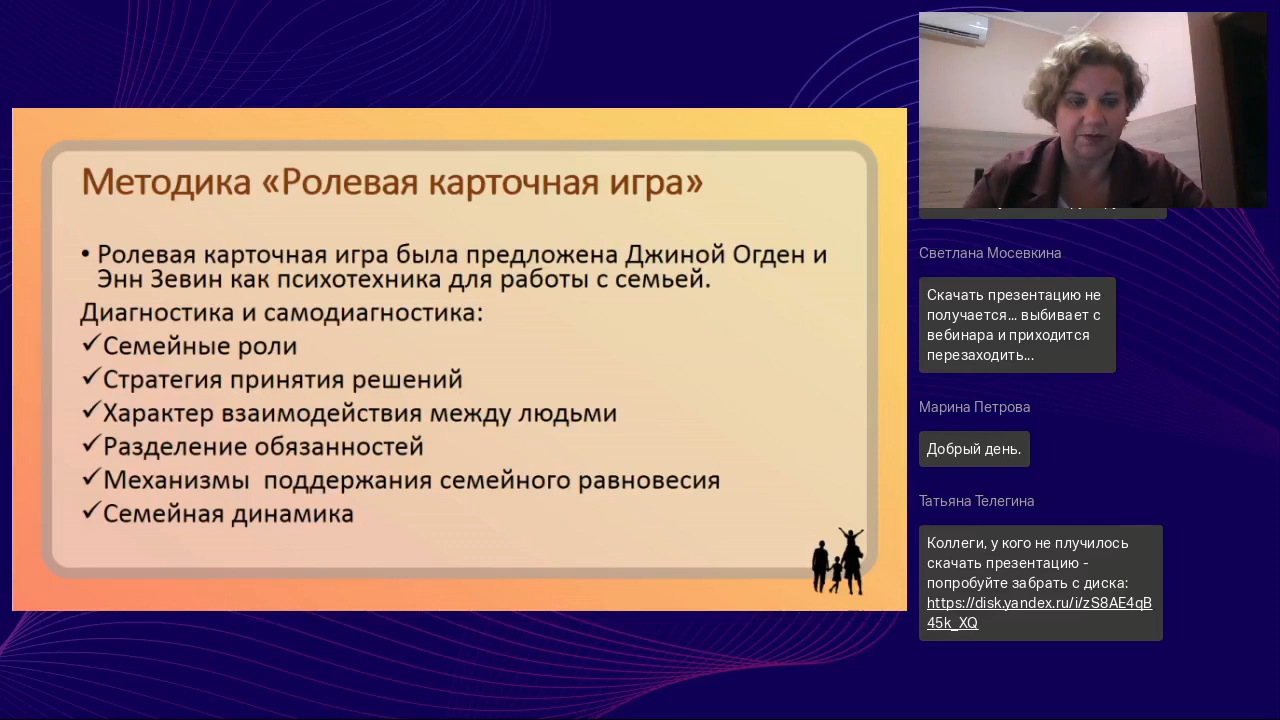 Методика «Ролевая карточная игра»
• Ролевая карточная игра была предложена Джиной Огден и
Энн Зевин как психотехника для работы с семьей.
Диагностика и самодиагностика:
✓Семейные роли
✓Стратегия принятия решений
✓Характер взаимодействия между людьми
✓Разделение обязанностей
✓Механизмы  поддержания семейного равновесия
✓Семейная динамика
Светлана Мосевкина
Скачать презентацию не
получается... выбивает с
вебинара и приходится
перезаходить...
Марина Петрова
Добрый день.
Татьяна Телегина
Коллеги, у кого не плучилось
скачать презентацию -
попробуйте забрать с диска:
https://disk.yandex.ru/i/zS8AE4qB
45k_XQ